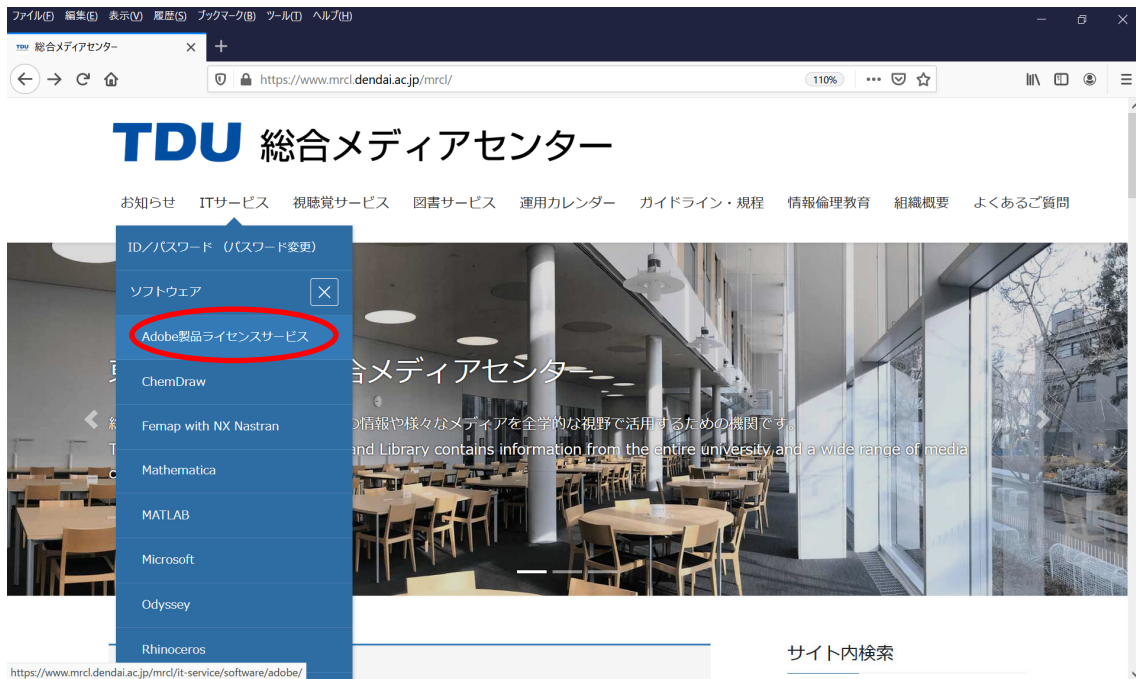 ファイル(F) 編集(E) 表示(V) 履歴(S) ブックマーク(B) ツール(T) ヘルプ(H)
TDU 総合メディアセンター-
https://www.mrcl.dendai.ac.jp/mrcl/
110%
TDU 総合メディアセンター
お知らせ ITサービス 視聴覚サービス 図書サービス 運用カレンダー ガイドライン・規程 情報倫理教育 組織概要 よくあるご質問
ID／パスワード （パスワード変更）
ソフトウェア
Adobe製品ライセンスサービス
合メディアセンター
ChemDraw
の情報や様々なメディアを全学的な視野で活用するための機関です。
Femap with NX Nastran
and Library contains information from the entire university and a wide range of media
Mathematica
MATLAB
Microsoft
Odyssey
Rhinoceros
サイト内検索
https://www.mrcl.dendai.ac.jp/mrcl/it-service/software/adobe/